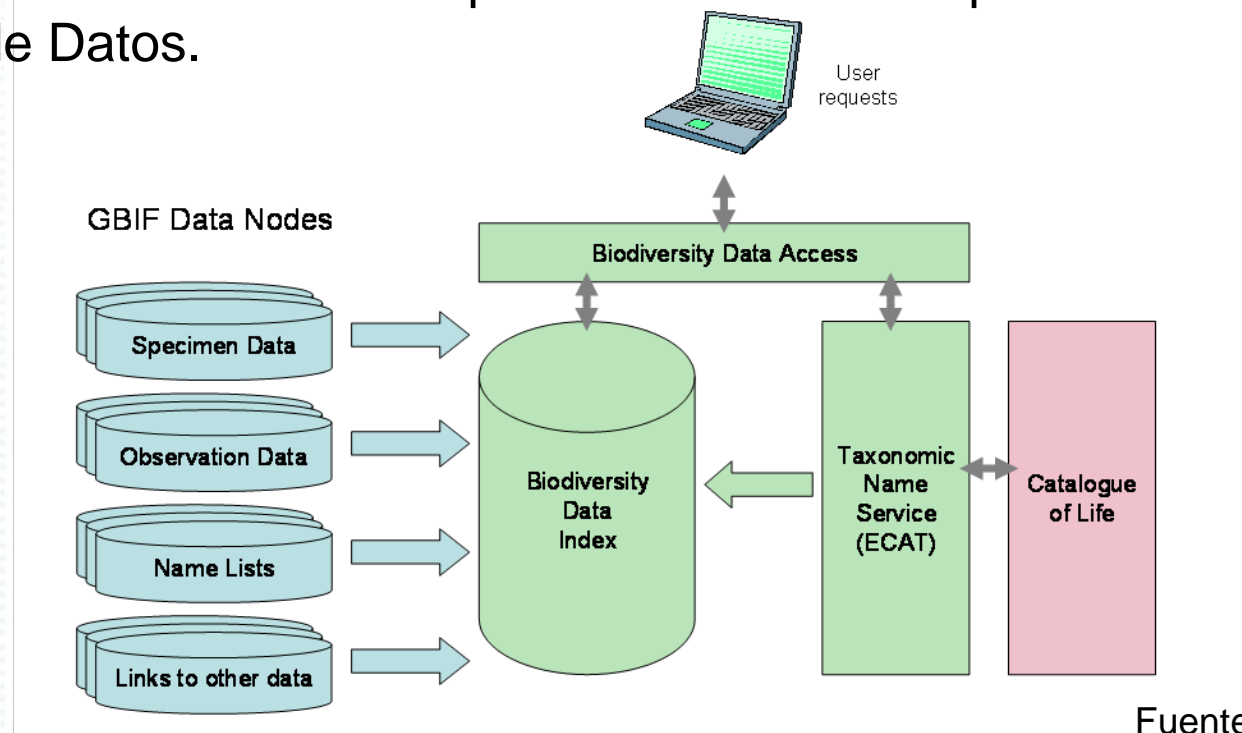 de Datos.
User
requests
GBIF Data Nodes
Biodiversity Data Access
Specimen Data
Observation Data
Name Lists
Links to other data
Biodiversity
Data
Index
Taxonomic
Name
Service
(ECAT)
Catalogue
of Life
Fuente